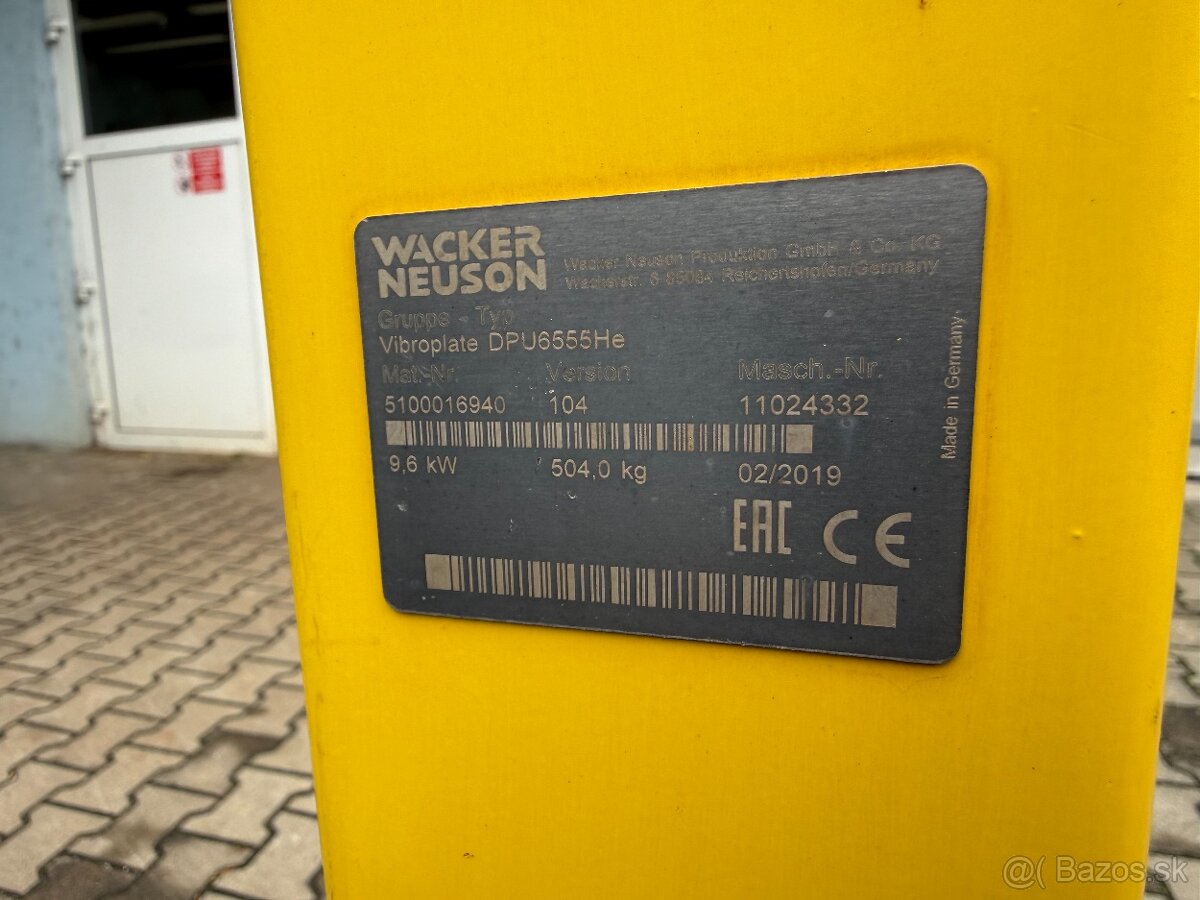 WACKER
NEUSON
Wacker Neuson Produktion GmbH & Co. KG
Wackerstr. 6 85084 Reichertshofen/Germany
Gruppe - Typ
Vibroplate DPU6555He
Mat.-Nr. Version Masch.-Nr.
5100016940 104 11024332
9,6 kW 504,0 kg 02/2019
EAC CE
Made in Germany
@( Bazos.sk